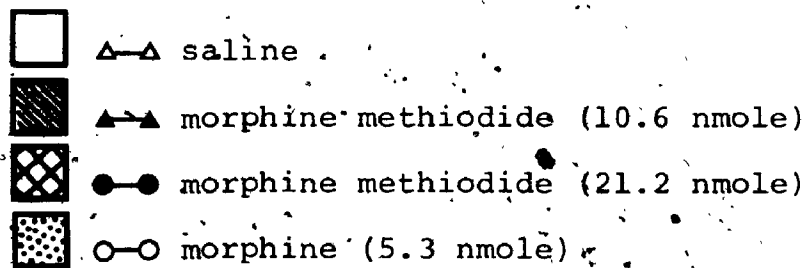 saline
morphine methiodide (10.6 nmole)
morphine methiodide (21.2 nmole)
morphine (5.3 nmole)